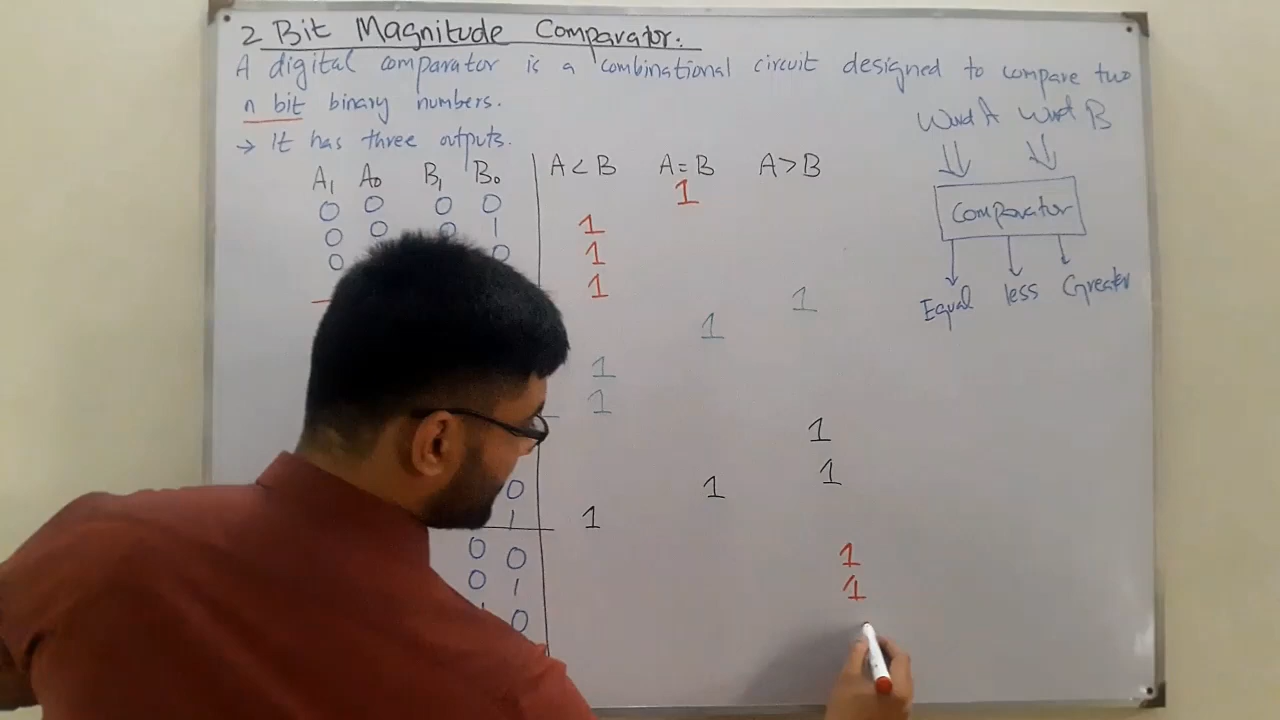 2 Bit Magnitude Comparator.
A digital comparator is a combinational circuit designed to compare two
n bit binary numbers.
→ It has three outputs.
Word A Word B
Comparator
Equal less Greater
A₁ A₀ B₁ B₀ A < B A = B A > B
0 0 0 0 1
0 0 0 1 1
0 0 1
1
1
1
1
1
1
1
0 1
1 1
0 0 1
0 1 1
0